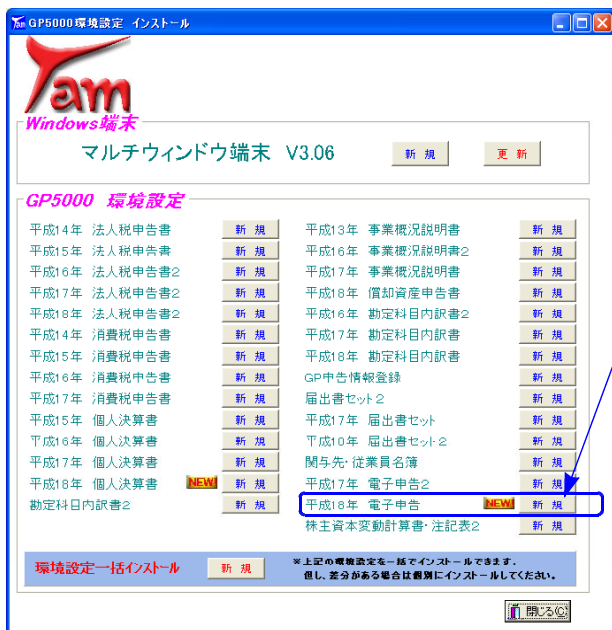 GP5000環境設定 インストール
Tam
Windows端末
マルチウィンドウ端末 V3.06 新 規 更 新
GP5000 環境設定
平成14年 法人税申告書 新 規
平成15年 法人税申告書 新 規
平成16年 法人税申告書2 新 規
平成17年 法人税申告書2 新 規
平成18年 法人税申告書2 新 規
平成14年 消費税申告書 新 規
平成15年 消費税申告書 新 規
平成16年 消費税申告書 新 規
平成17年 消費税申告書 新 規
平成15年 個人決算書 新 規
平成16年 個人決算書 新 規
平成17年 個人決算書 新 規
平成18年 個人決算書 NEW! 新 規
勘定科目内訳書2 新 規
平成13年 事業概況説明書 新 規
平成16年 事業概況説明書2 新 規
平成17年 事業概況説明書 新 規
平成18年 償却資産申告書 新 規
平成16年 勘定科目内訳書2 新 規
平成17年 勘定科目内訳書 新 規
平成18年 勘定科目内訳書 新 規
GP申告情報登録 新 規
届出書セット2 新 規
平成17年 届出書セット 新 規
平成18年 届出書セット2 新 規
関与先・従業員名簿 新 規
平成17年 電子申告2 新 規
平成18年 電子申告 NEW! 新 規
株主資本変動計算書・注記表2 新 規
環境設定一括インストール 新 規
※上記の環境設定を一括でインストールできます.
但し、差分がある場合は個別にインストールしてください.
閉じる(C)